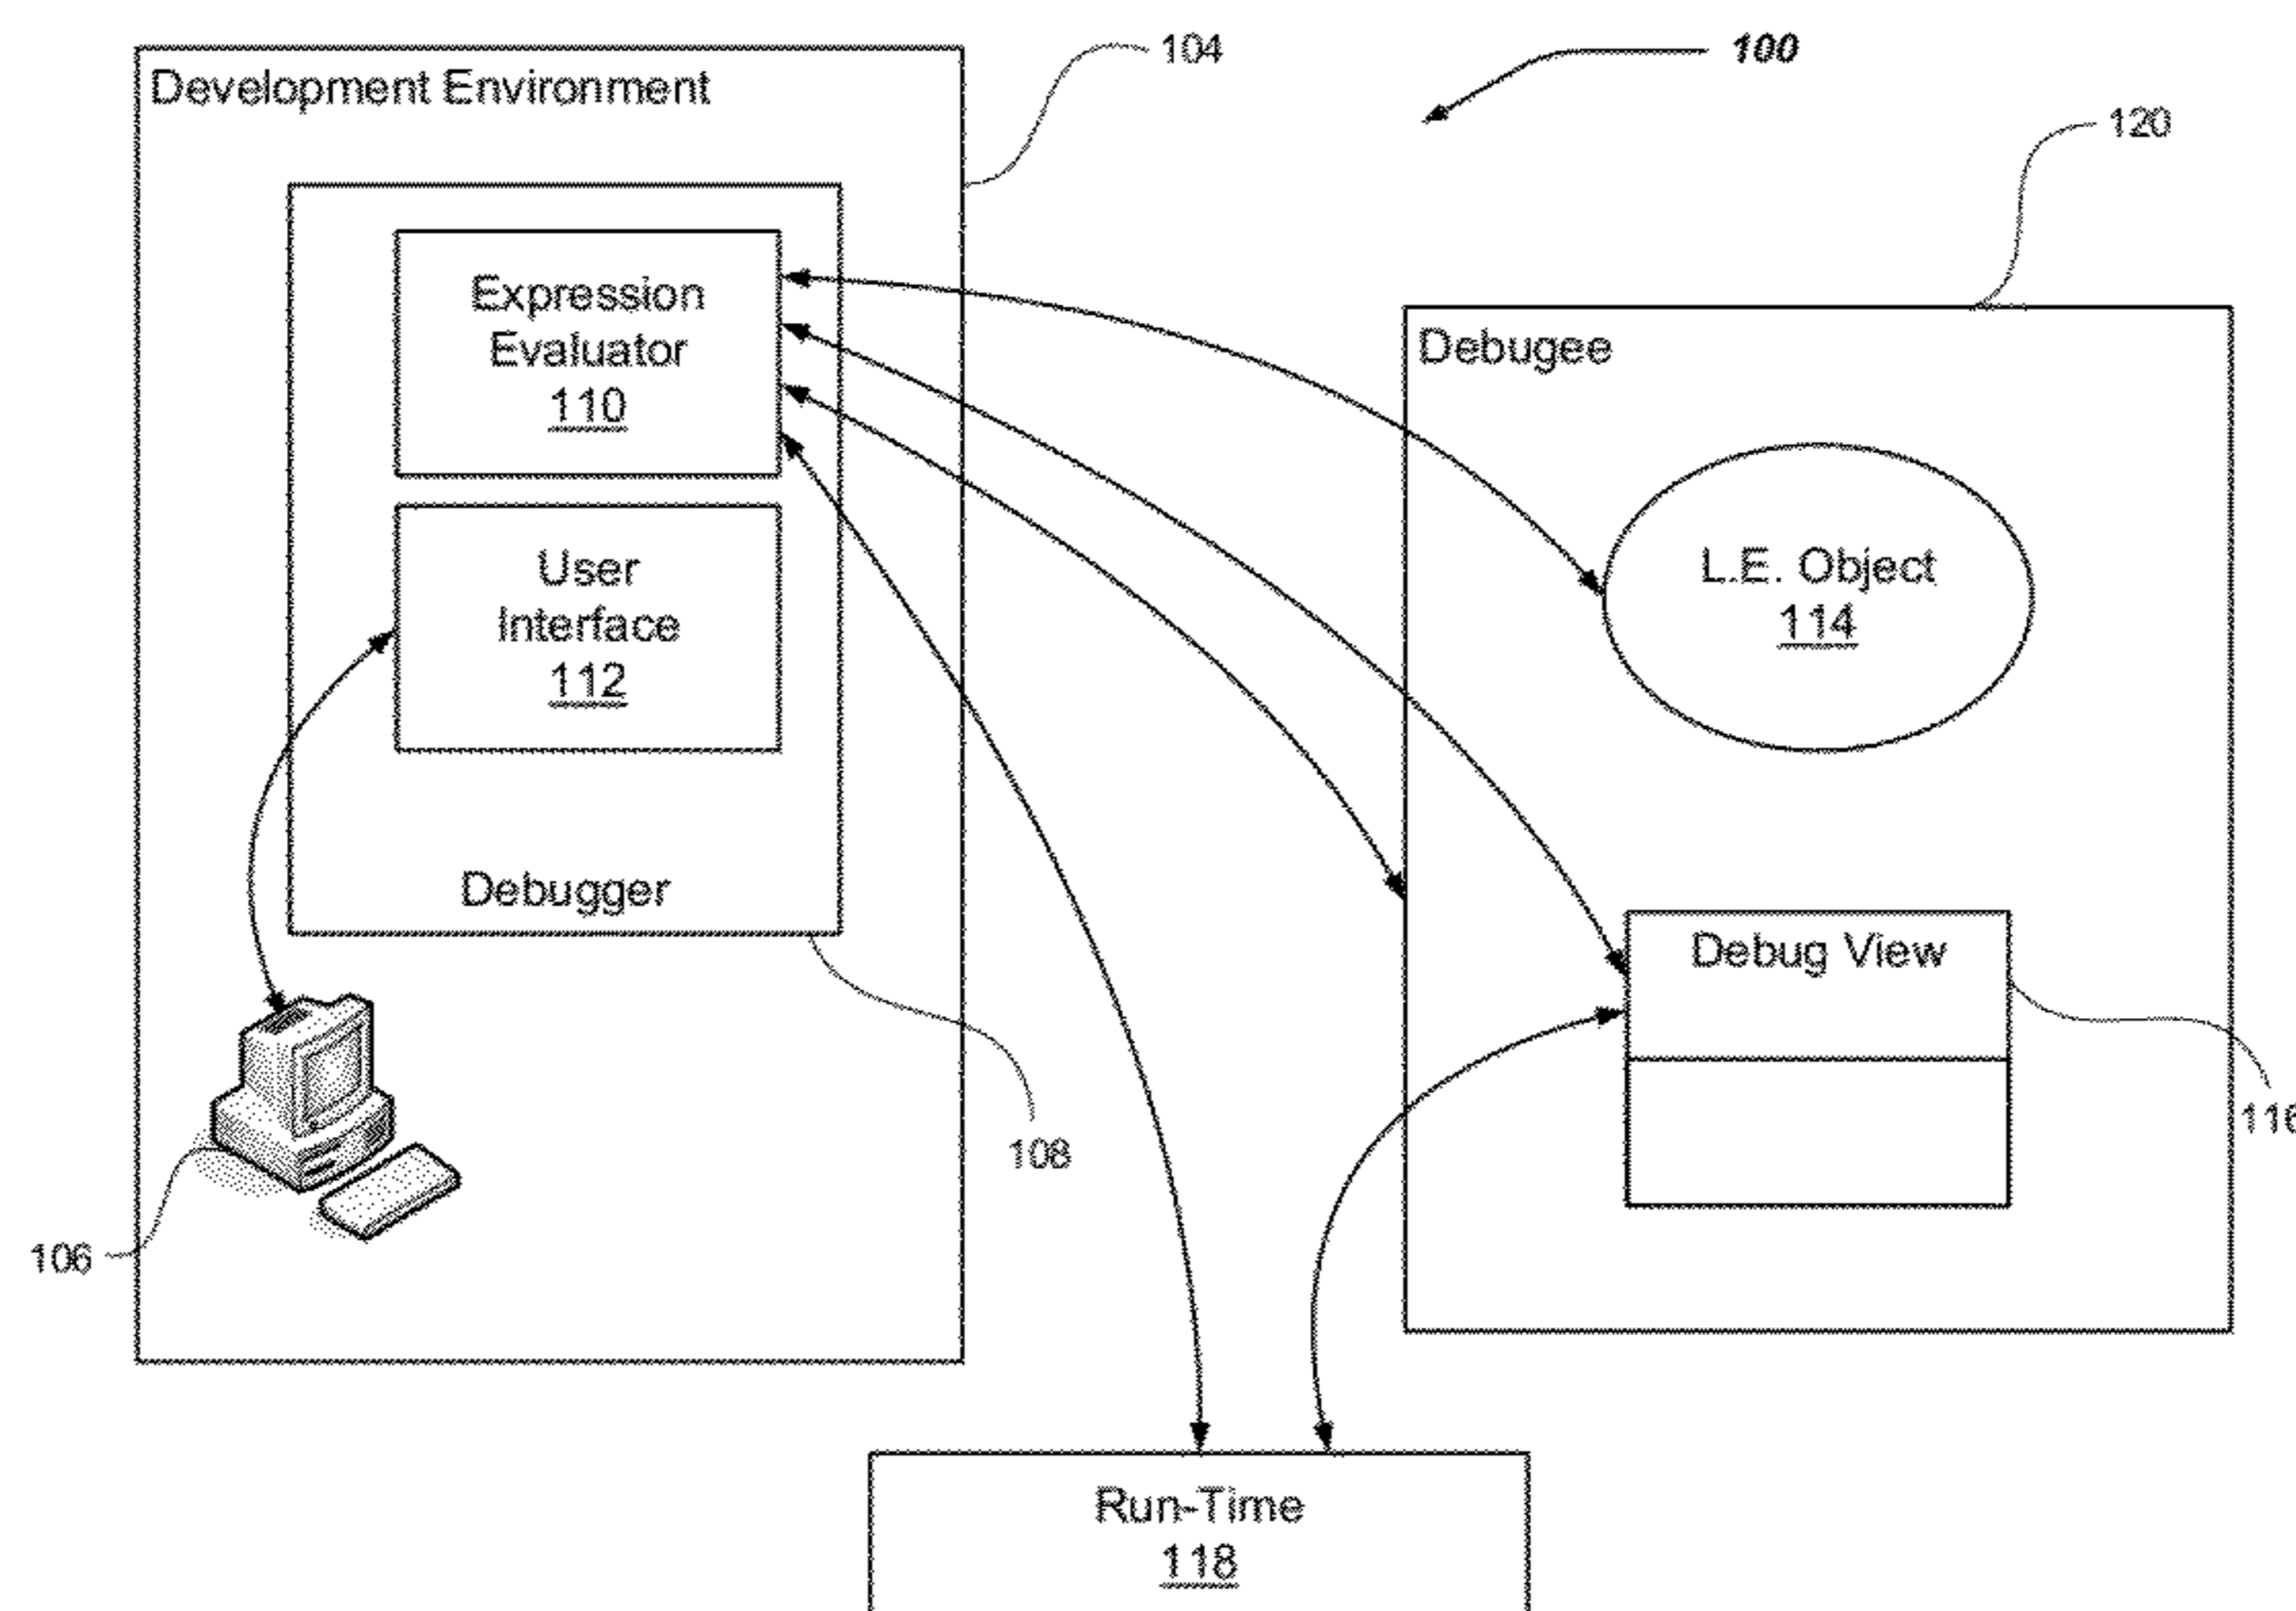 104
100
Development Environment
120
Expression
Evaluator
110
Debugee
User
Interface
112
L.E. Object
114
Debugger
Debug View
116
108
106
Run-Time
118